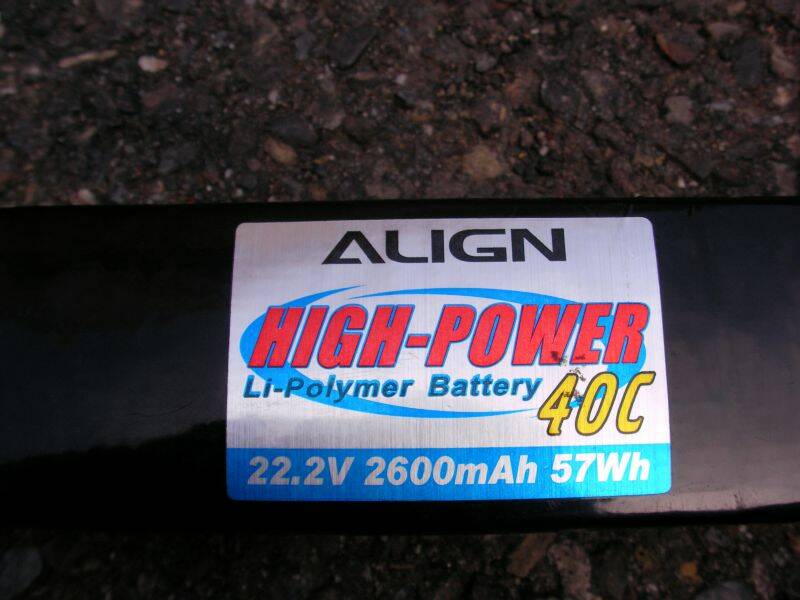 ALIGN
HIGH-POWER
Li-Polymer Battery
40C
22.2V 2600mAh 57Wh